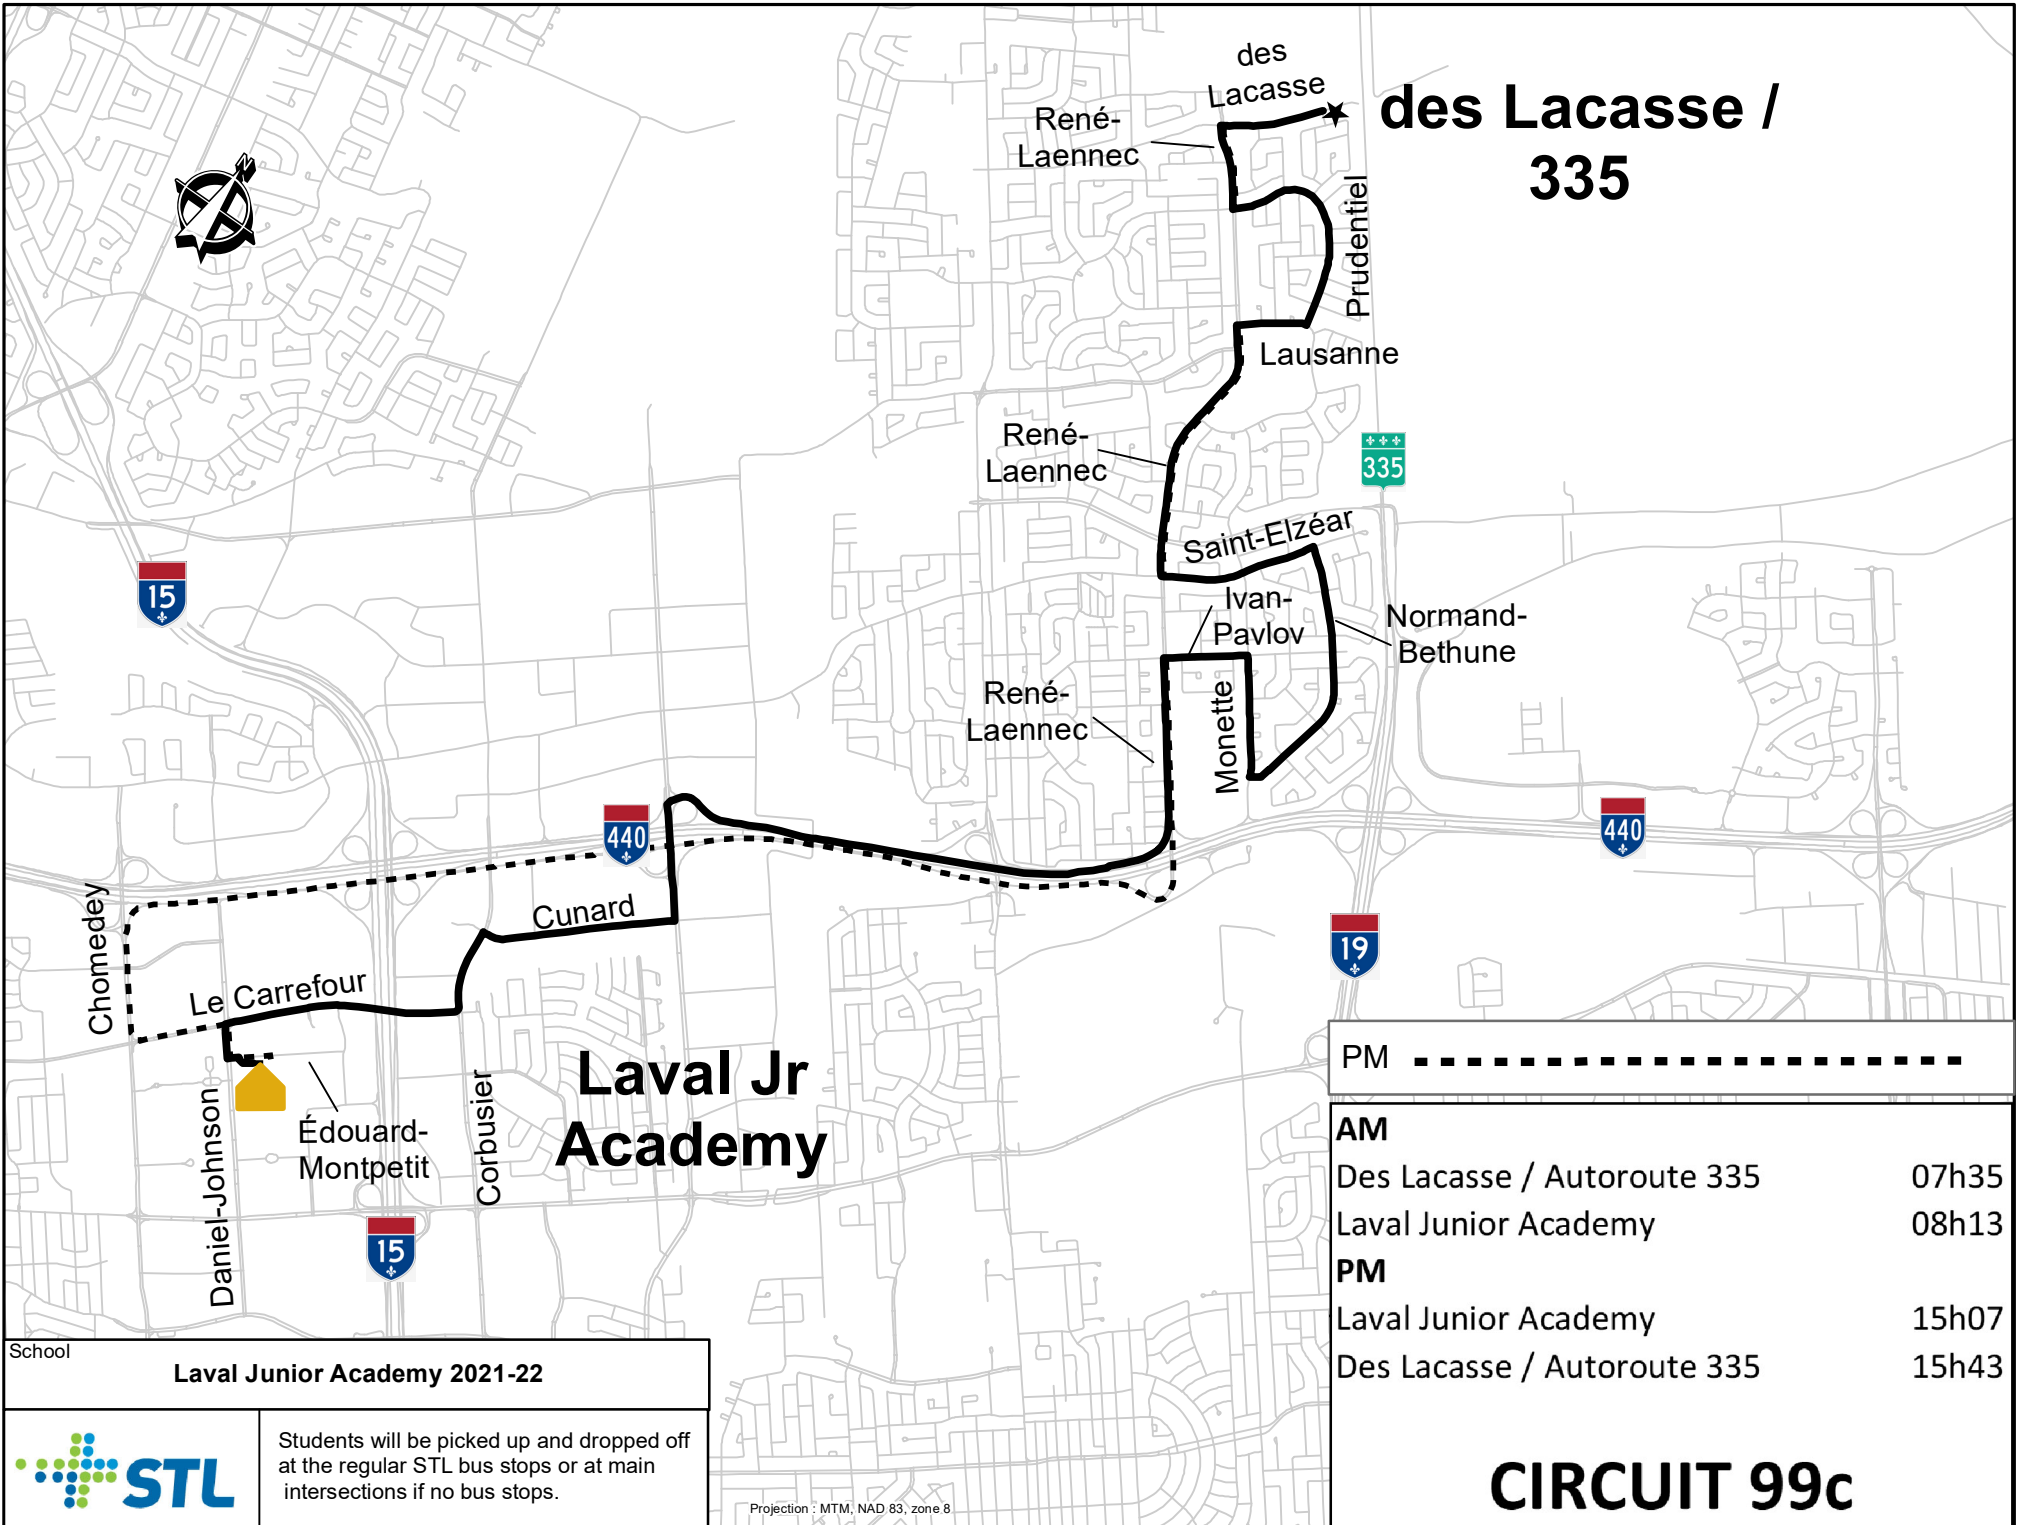 des
Lacasse
des Lacasse /
335
René-
Laennec
N
Prudentiel
Lausanne
René-
Laennec
335
Saint-Elzéar
15
Ivan-
Pavlov
Normand-
Bethune
René-
Laennec
Monette
440
440
Chomedey
Cunard
19
Le Carrefour
Laval Jr
Academy
Édouard-
Montpetit
Corbusier
Daniel-Johnson
15
PM
AM
Des Lacasse / Autoroute 335 07h35
Laval Junior Academy 08h13
PM
Laval Junior Academy 15h07
Des Lacasse / Autoroute 335 15h43
CIRCUIT 99c
School
Laval Junior Academy 2021-22
STL
Students will be picked up and dropped off
at the regular STL bus stops or at main
intersections if no bus stops.
Projection : MTM, NAD 83, zone 8